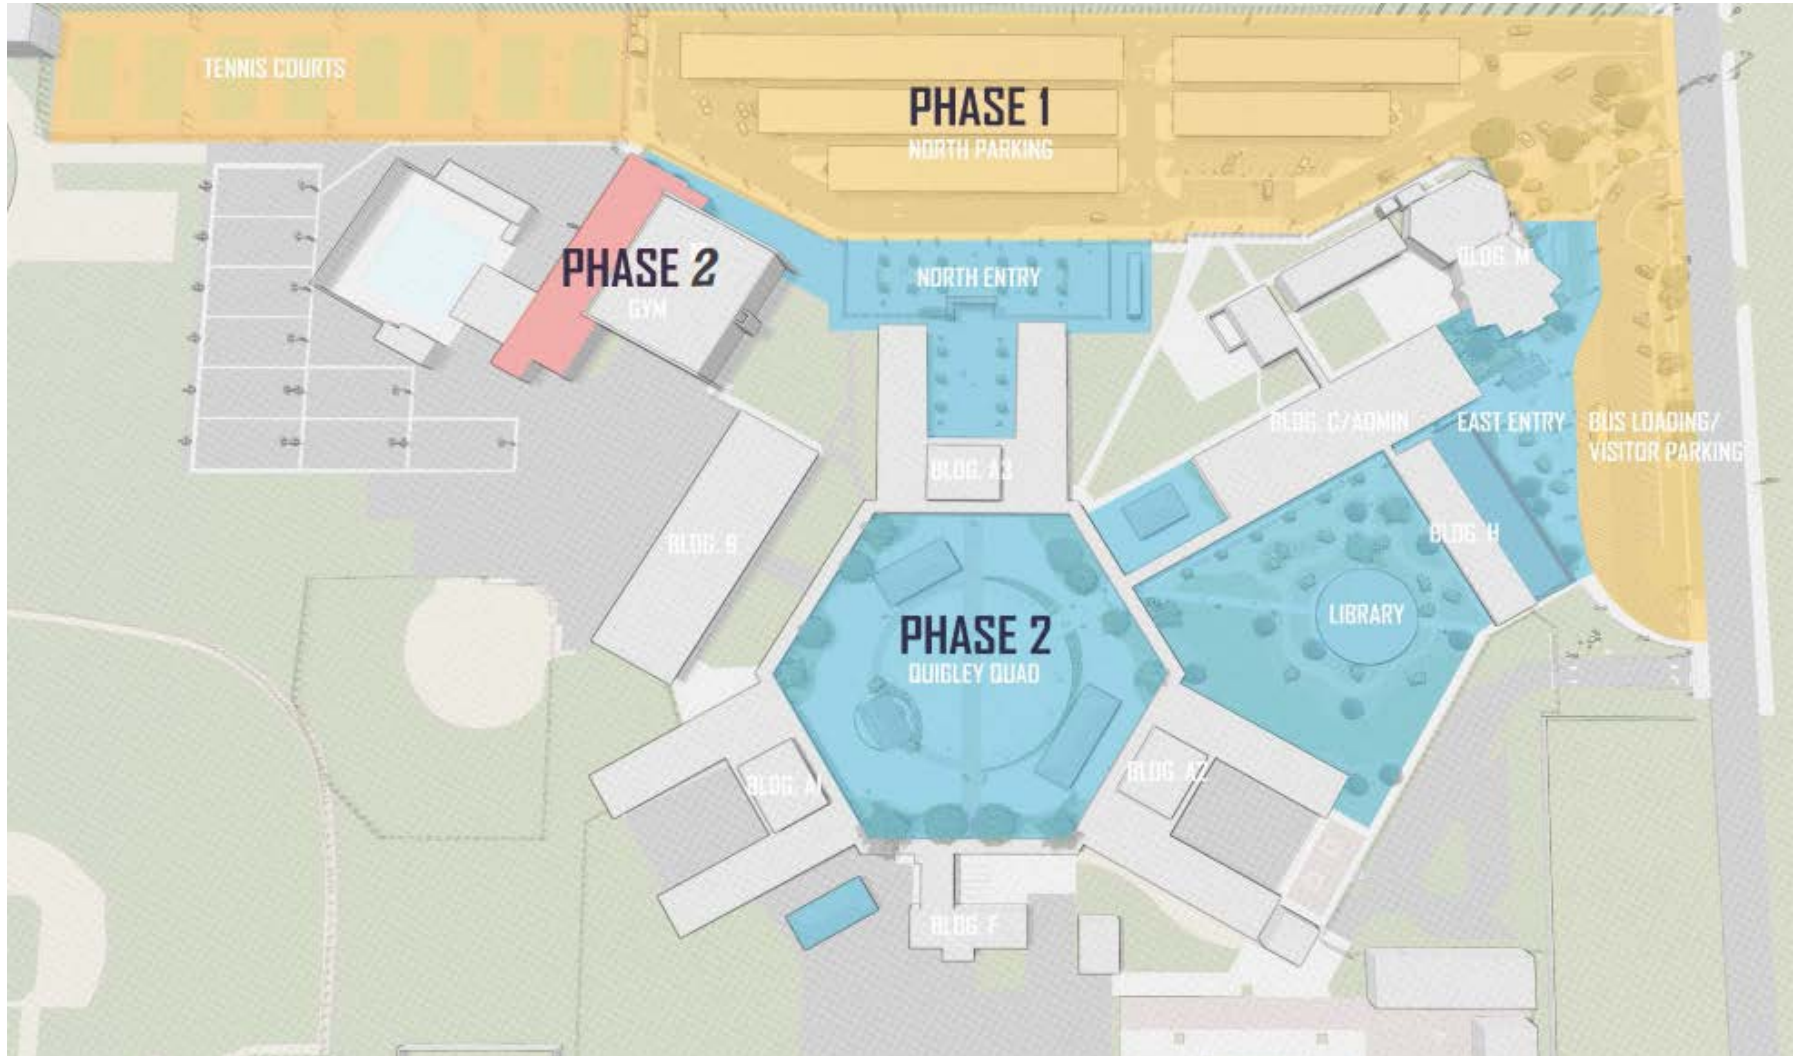 TENNIS COURTS
PHASE 1
NORTH PARKING
PHASE 2
GYM
NORTH ENTRY
BLDG. M
BLDG. C/ADMIN
EAST ENTRY
BUS LOADING/
VISITOR PARKING
BLDG. A3
BLDG. B
BLDG. H
LIBRARY
PHASE 2
QUIGLEY QUAD
BLDG. A1
BLDG. A2
BLDG. F